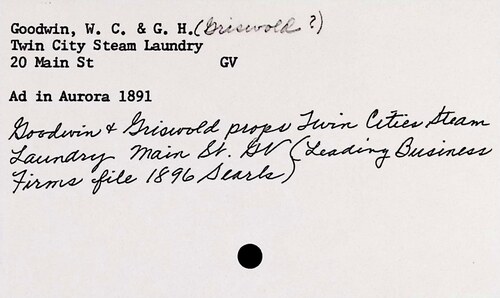 Goodwin, W. C. & G. H. (Griswold ?)
Twin City Steam Laundry
20 Main St GV
Ad in Aurora 1891
Goodwin & Griswold props Twin Cities Steam
Laundry Main St. GV (Leading Business
Firms file 1896 Searls)